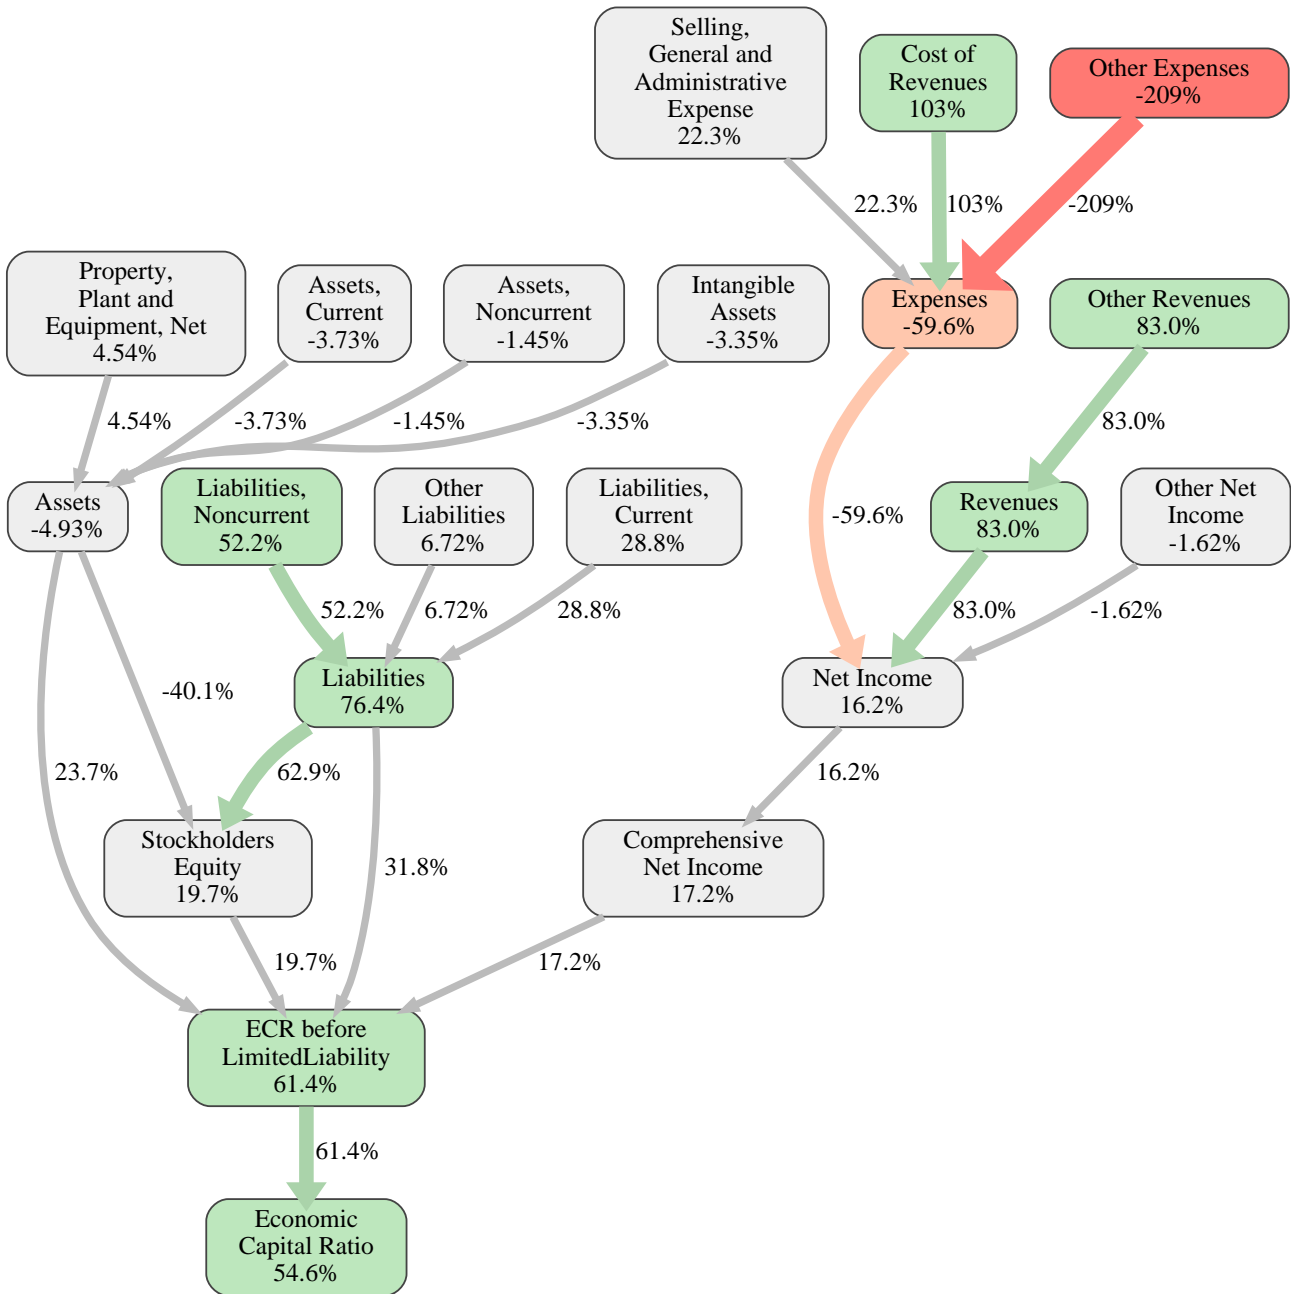 Selling,
General and
Administrative
Expense
22.3%
Cost of
Revenues
103%
Other Expenses
-209%
22.3%
103%
-209%
Property,
Plant and
Equipment, Net
4.54%
Assets,
Current
-3.73%
Assets,
Noncurrent
-1.45%
Intangible
Assets
-3.35%
Expenses
-59.6%
Other Revenues
83.0%
4.54%
-3.73%
-1.45%
-3.35%
83.0%
Assets
-4.93%
Liabilities,
Noncurrent
52.2%
Other
Liabilities
6.72%
Liabilities,
Current
28.8%
-59.6%
Revenues
83.0%
Other Net
Income
-1.62%
52.2%
6.72%
28.8%
83.0%
-1.62%
-40.1%
Liabilities
76.4%
Net Income
16.2%
23.7%
62.9%
16.2%
Stockholders
Equity
19.7%
31.8%
Comprehensive
Net Income
17.2%
19.7%
17.2%
ECR before
LimitedLiability
61.4%
61.4%
Economic
Capital Ratio
54.6%